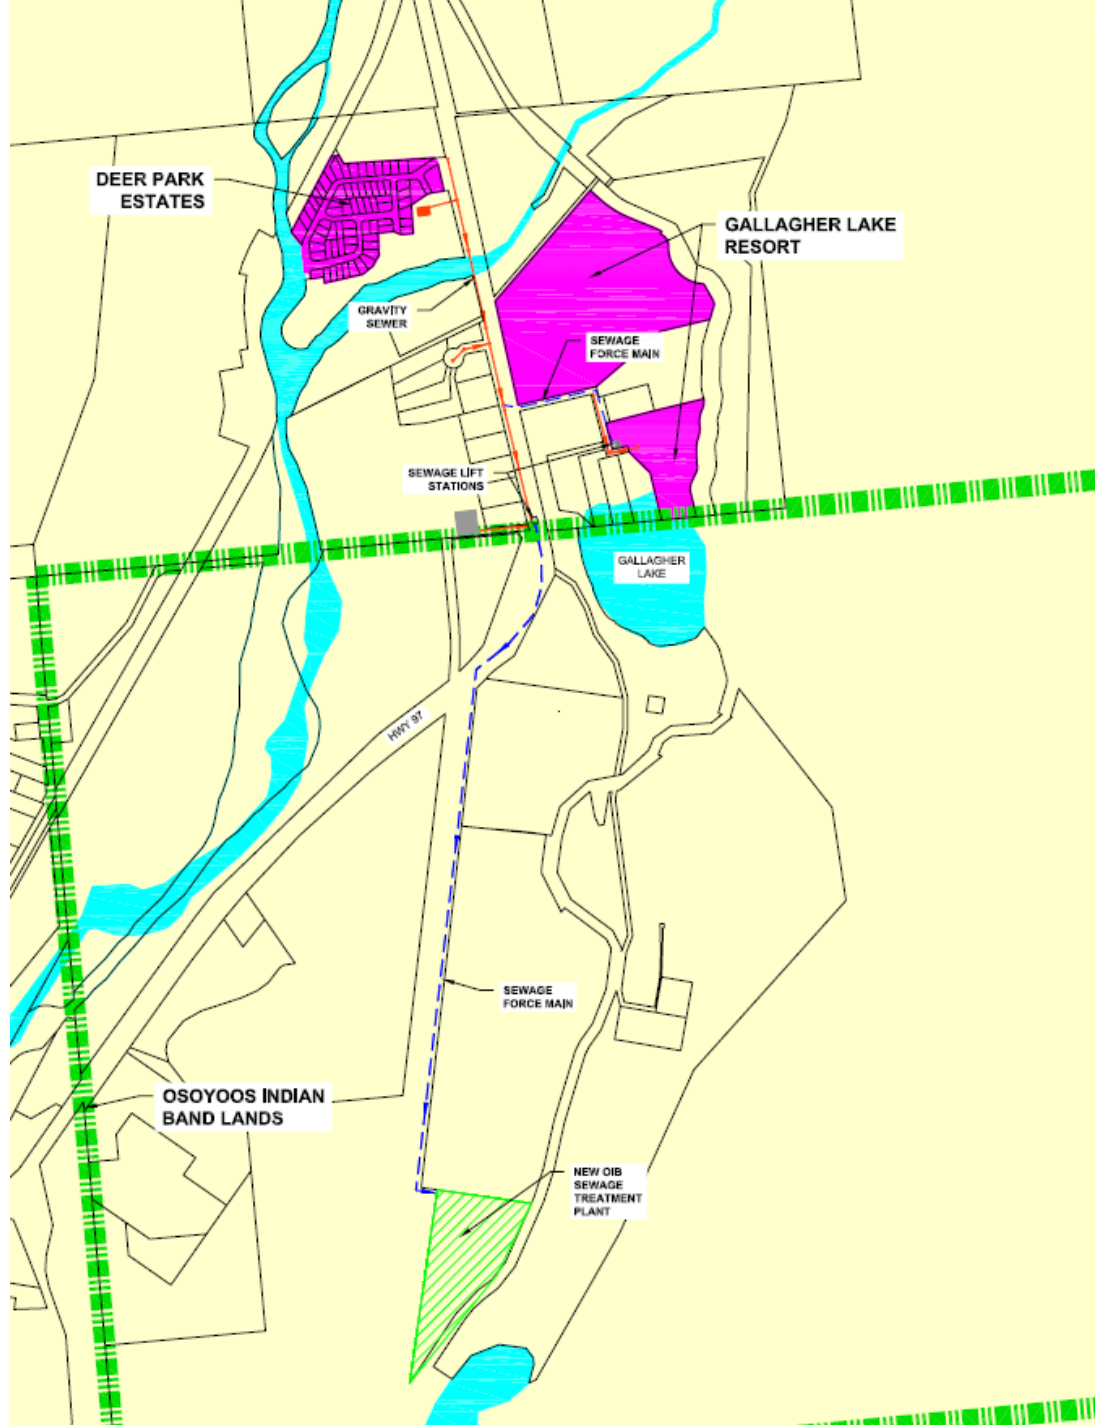 DEER PARK
ESTATES
GALLAGHER LAKE
RESORT
GRAVITY
SEWER
SEWAGE
FORCE MAIN
SEWAGE LIFT
STATIONS
GALLAGHER
LAKE
HWY 97
SEWAGE
FORCE MAIN
OSOYOOS INDIAN
BAND LANDS
NEW OIB
SEWAGE
TREATMENT
PLANT